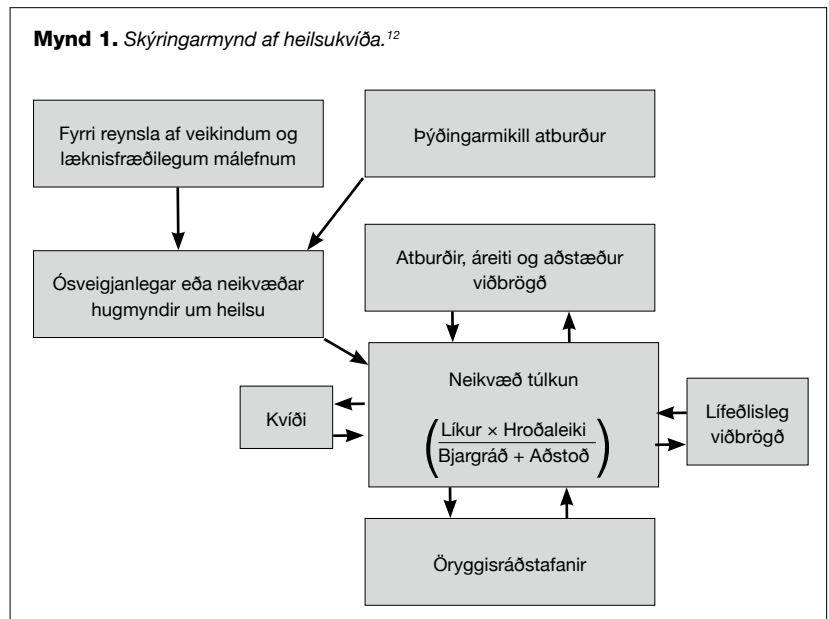 Mynd 1. Skýringarmynd af heilsukvíða.12
Fyrri reynsla af veikindum og
læknisfræðilegum málefnum
Þýðingarmikill atburður
Ósveigjanlegar eða neikvæðar
hugmyndir um heilsu
Atburðir, áreiti og aðstæður
viðbrögð
Neikvæð túlkun
Kvíði
Líkur × Hroðaleiki
Bjargráð + Aðstoð
Lífeðlisleg
viðbrögð
Öryggisráðstafanir